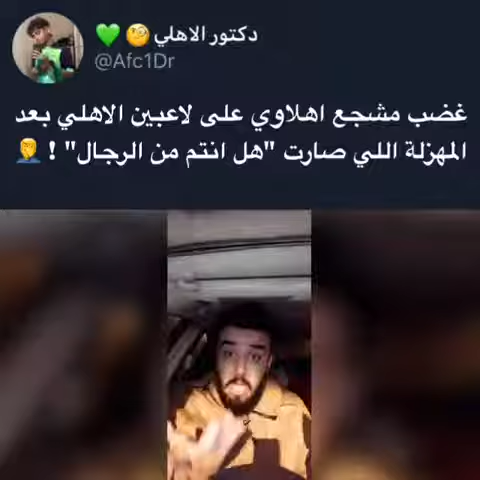 دكتور الاهلي 🧐💚
@Afc1Dr
غضب مشجع اهلاوي على لاعبين الاهلي بعد
المهزلة اللي صارت "هل انتم من الرجال" ! 🤦‍♂️